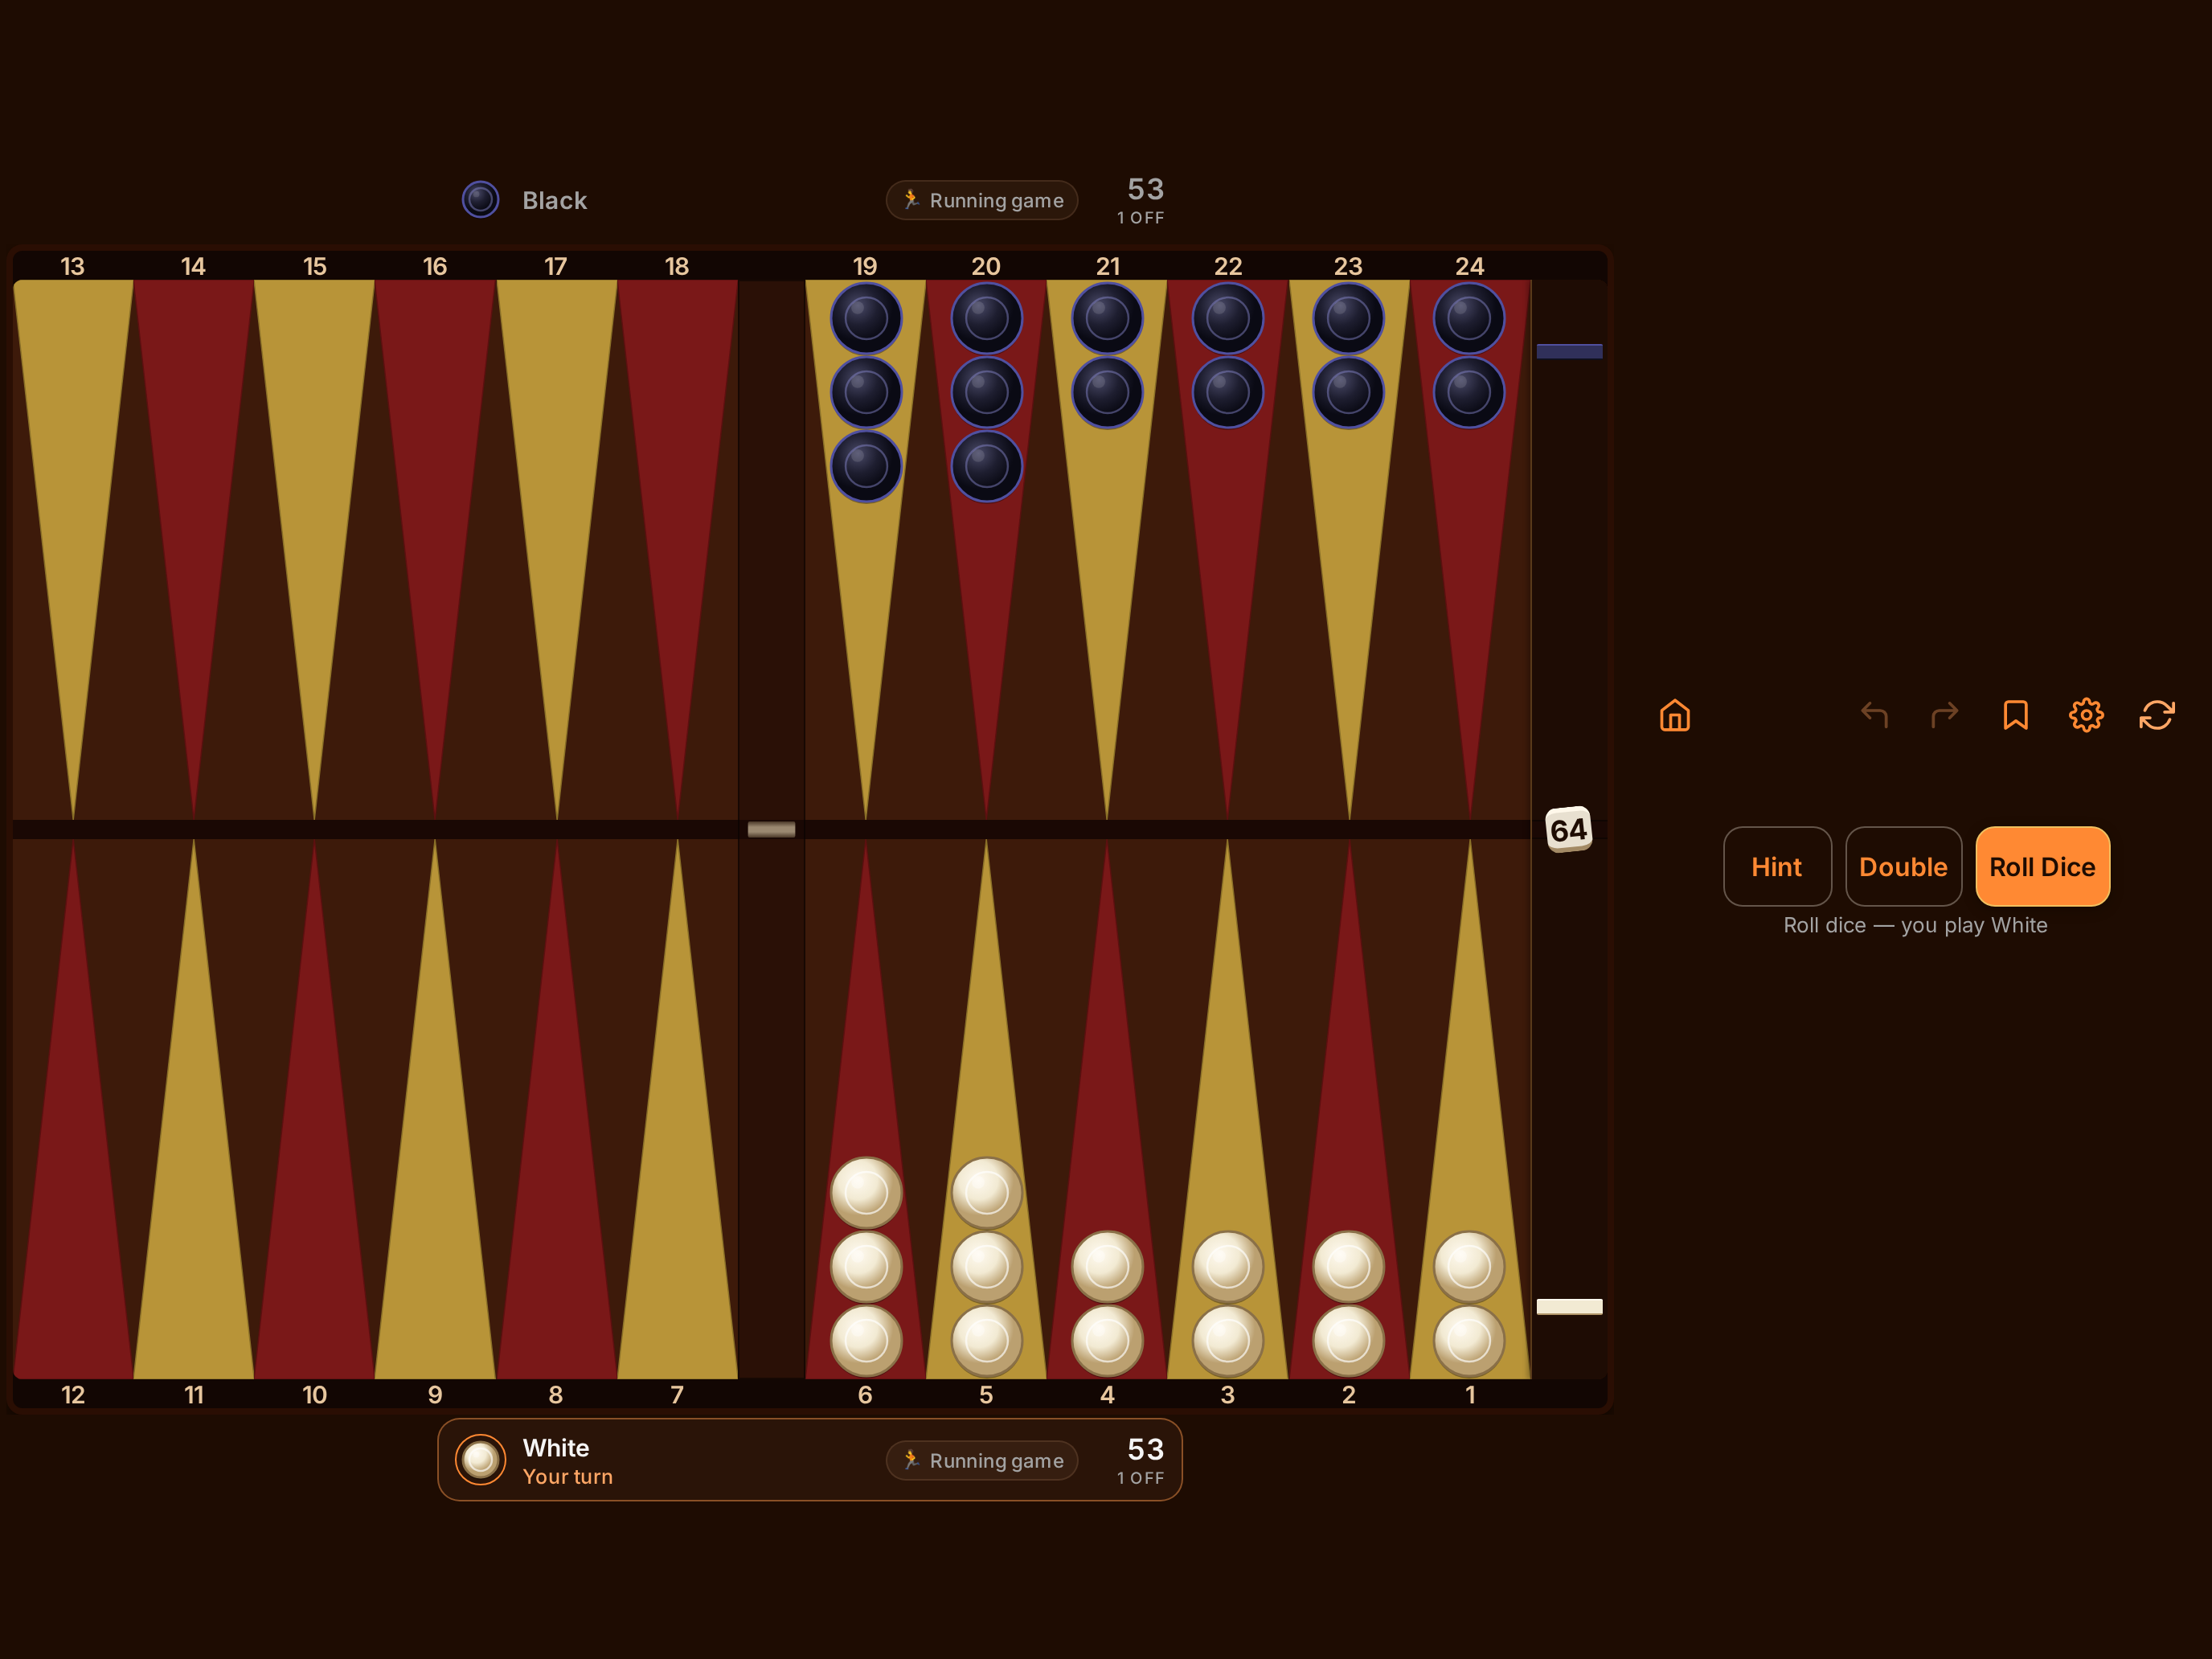 Black
Running game
53
1 OFF
13 14 15 16 17 18 19 20 21 22 23 24
64
Hint
Double
Roll Dice
Roll dice — you play White
12 11 10 9 8 7 6 5 4 3 2 1
White
Your turn
Running game
53
1 OFF